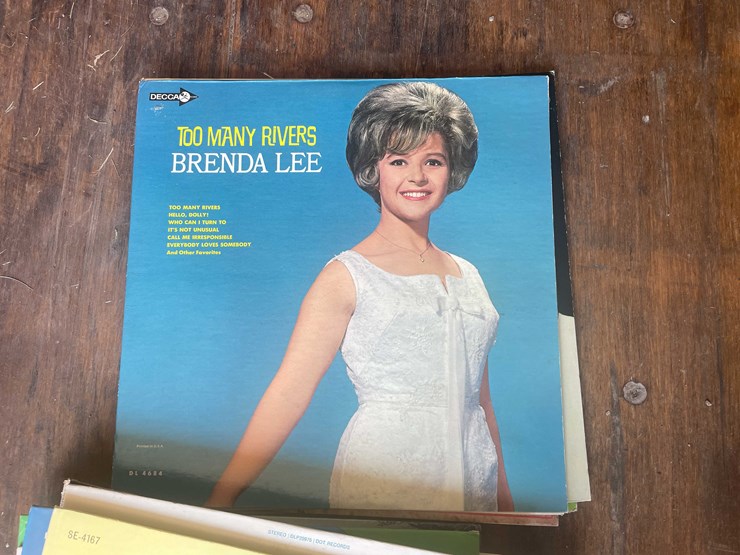 DECCA
TOO MANY RIVERS
BRENDA LEE
TOO MANY RIVERS
HELLO, DOLLY!
WHO CAN I TURN TO
IT'S NOT UNUSUAL
CALL ME IRRESPONSIBLE
EVERYBODY LOVES SOMEBODY
And Other Favorites
DL 4684
SE-4167